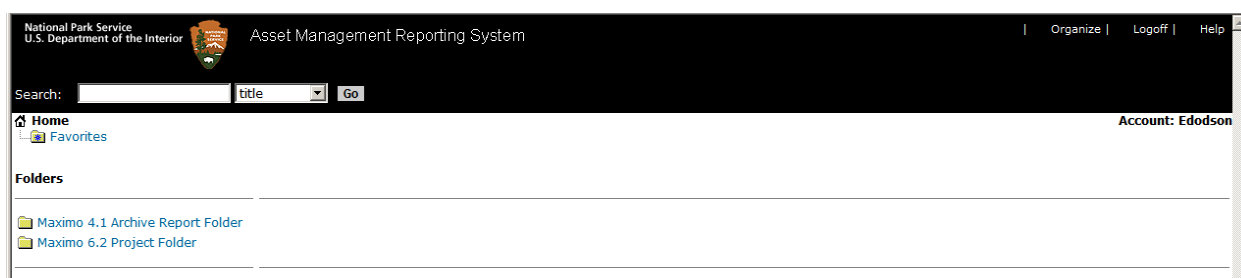 National Park Service
U.S. Department of the Interior
Asset Management Reporting System
| Organize | Logoff | Help
Search: title Go
Home
Account: Edodson
Favorites
Folders
Maximo 4.1 Archive Report Folder
Maximo 6.2 Project Folder